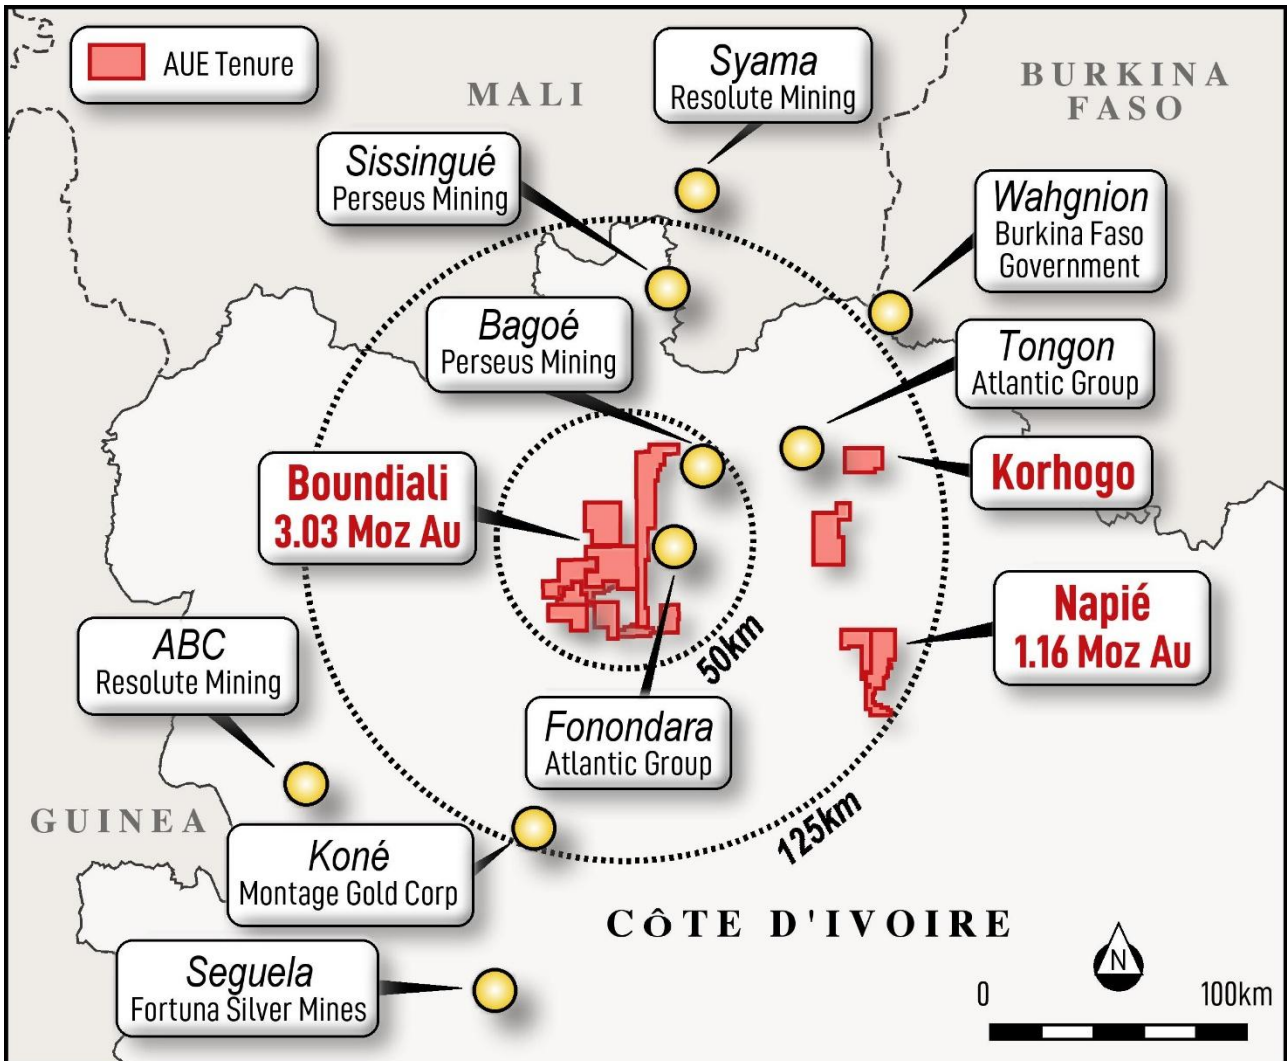 AUE Tenure
MALI
Syama
Resolute Mining
BURKINA
FASO
Sissingué
Perseus Mining
Wahgnion
Burkina Faso
Government
Bagoé
Perseus Mining
Tongon
Atlantic Group
Boundiali
3.03 Moz Au
Korhogo
Napié
1.16 Moz Au
50km
ABC
Resolute Mining
Fonondara
Atlantic Group
125km
GUINEA
Koné
Montage Gold Corp
CÔTE D'IVOIRE
Seguela
Fortuna Silver Mines
N
0 100km